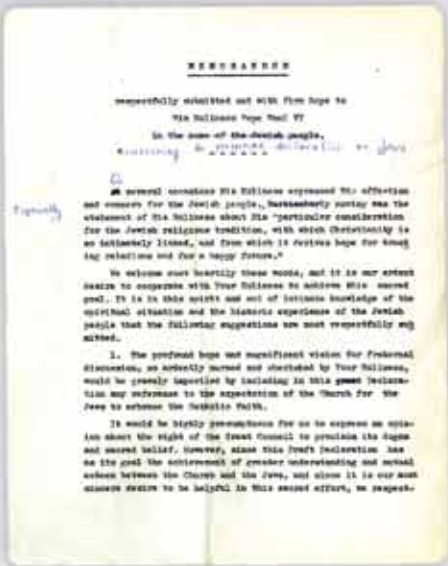 MEMORANDUM
respectfully submitted and with firm hope to
His Holiness Pope Paul VI
in the name of the Jewish people,
concerning the proposed declaration on Jews
On
several occasions His Holiness expressed His affection
and concern for the Jewish people. Particularly moving was the
statement of His Holiness about His "particular consideration
for the Jewish religious tradition, with which Christianity is
so intimately linked, and from which it derives hope for trust
ing relations and for a happy future."
We welcome most heartily these words, and it is our ardent
desire to cooperate with Your Holiness to achieve this sacred
goal. It is in this spirit and out of intimate knowledge of the
spiritual situation and the historic experience of the Jewish
people that the following suggestions are most respectfully sub
mitted.
1. The profound hope and magnificent vision for fraternal
discussion, so ardently nursed and cherished by Your Holiness,
would be gravely imperiled by including in this Declara-
tion any reference to the expectation of the Church for the
Jews to embrace the Catholic Faith.
It would be highly presumptuous for us to express an opin-
ion about the right of the Great Council to proclaim its dogma
and sacred belief. However, since this Draft Declaration has
as its goal the achievement of greater understanding and mutual
esteem between the Church and the Jews, and since it is our most
sincere desire to be helpful in this sacred effort, we respect-